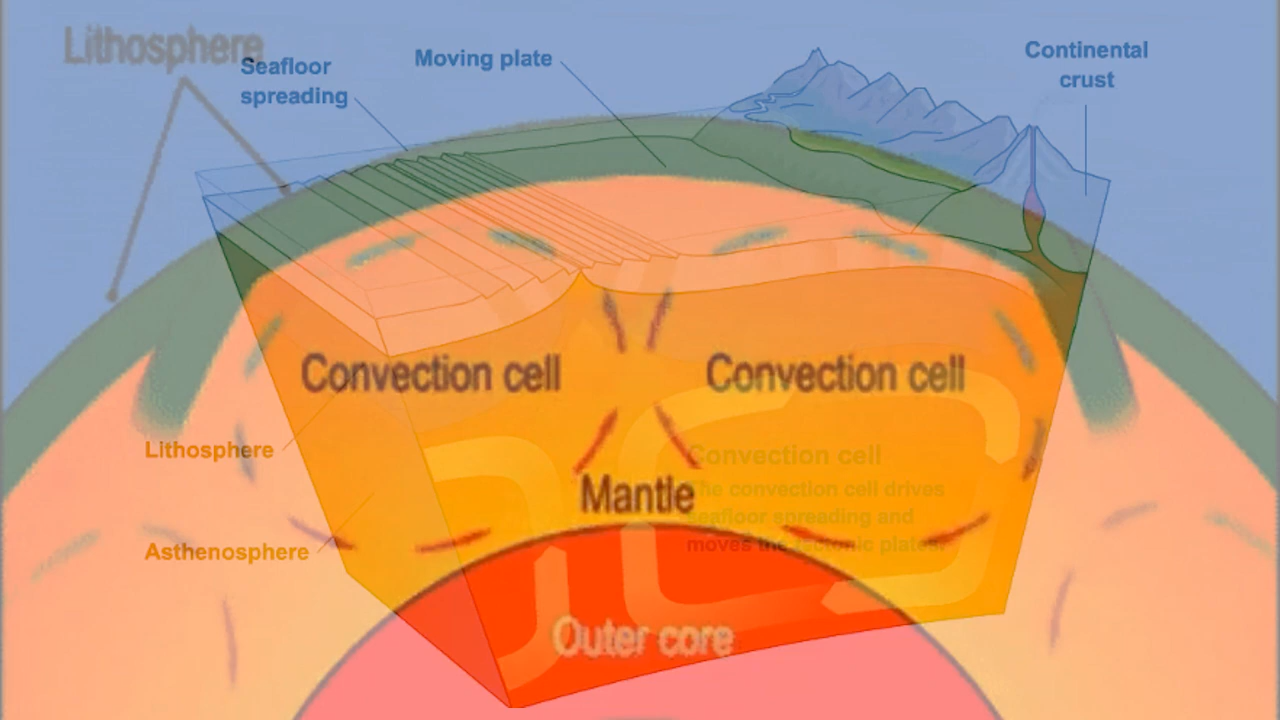 Lithosphere
Seafloor
spreading
Moving plate
Continental
crust
Convection cell
Convection cell
Lithosphere
Convection cell
The convection cell drives
seafloor spreading and
moves the tectonic plates.
Mantle
Asthenosphere
Outer core